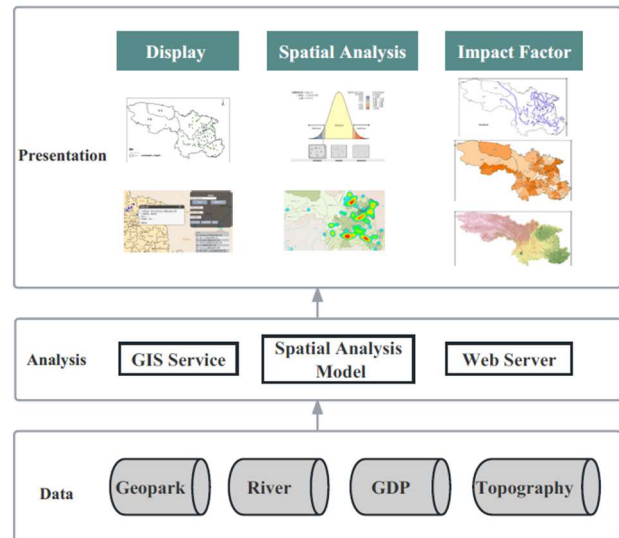 Display
Spatial Analysis
Impact Factor
Presentation
Analysis
GIS Service
Spatial Analysis
Model
Web Server
Data
Geopark
River
GDP
Topography